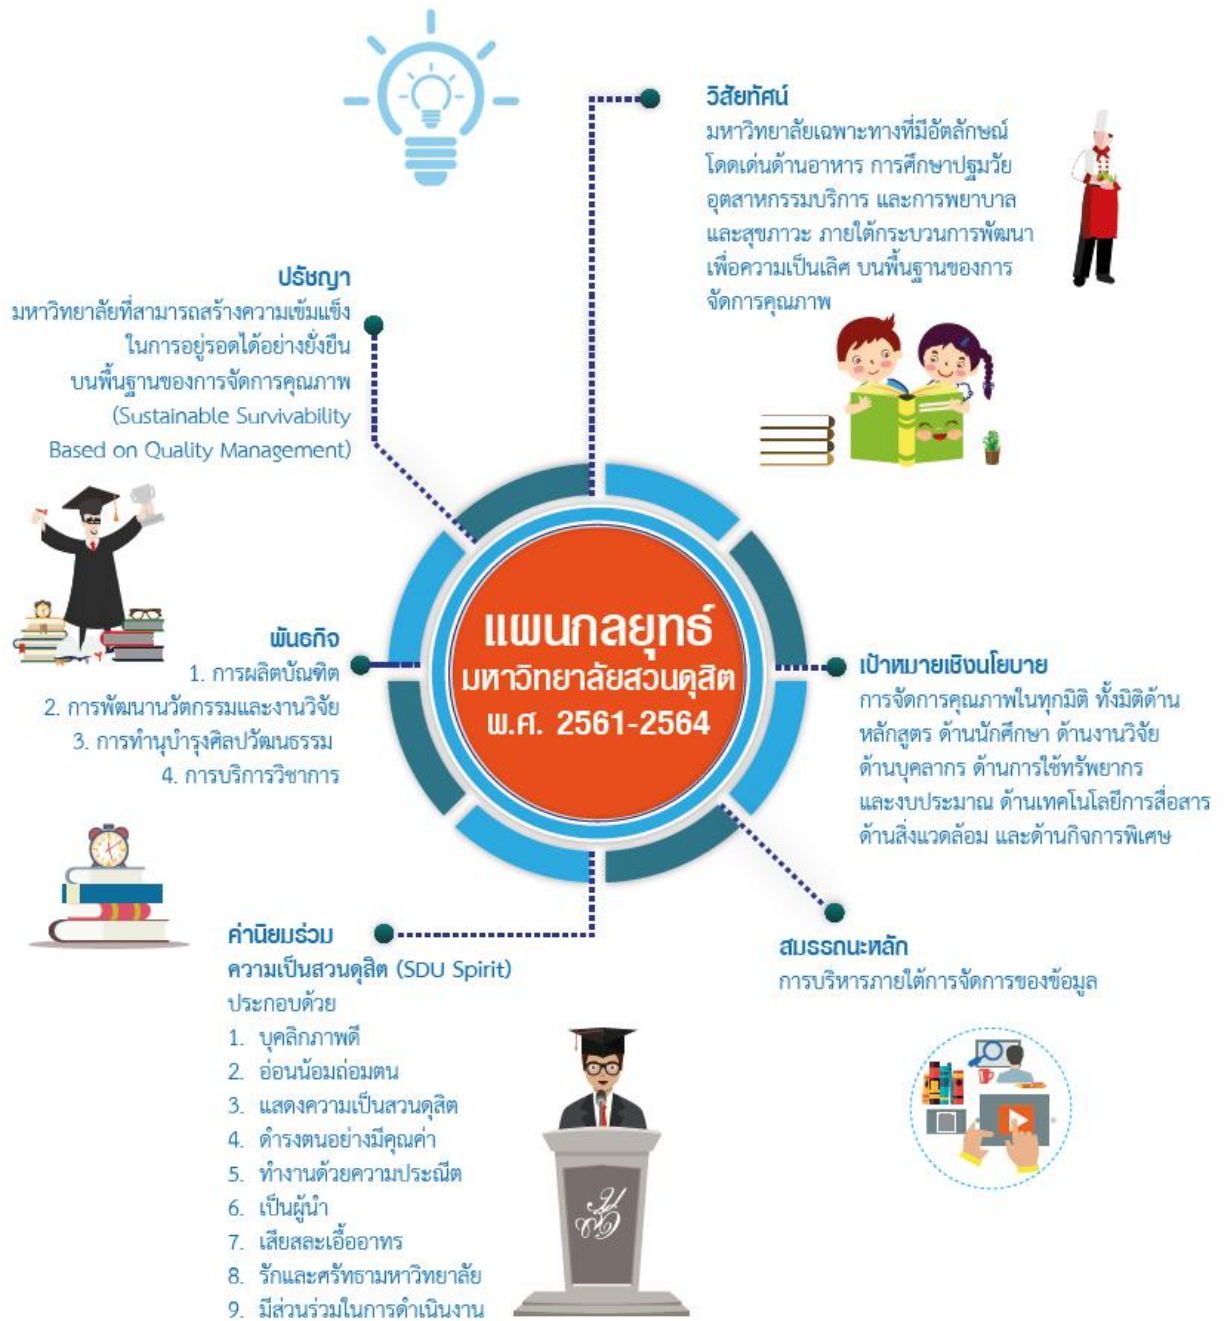 วิสัยทัศน์
มหาวิทยาลัยเฉพาะทางที่มีอัตลักษณ์
โดดเด่นด้านอาหาร การศึกษาปฐมวัย
อุตสาหกรรมบริการ และการพยาบาล
และสุขภาวะ ภายใต้กระบวนการพัฒนา
เพื่อความเป็นเลิศ บนพื้นฐานของการ
จัดการคุณภาพ
ปรัชญา
มหาวิทยาลัยที่สามารถสร้างความเข้มแข็ง
ในการอยู่รอดได้อย่างยั่งยืน
บนพื้นฐานของการจัดการคุณภาพ
(Sustainable Survivability
Based on Quality Management)
แผนกลยุทธ์
มหาวิทยาลัยสวนดุสิต
พ.ศ. 2561-2564
พันธกิจ
1. การผลิตบัณฑิต
2. การพัฒนานวัตกรรมและงานวิจัย
3. การทำนุบำรุงศิลปวัฒนธรรม
4. การบริการวิชาการ
เป้าหมายเชิงนโยบาย
การจัดการคุณภาพในทุกมิติ ทั้งมิติด้าน
หลักสูตร ด้านนักศึกษา ด้านงานวิจัย
ด้านบุคลากร ด้านการใช้ทรัพยากร
และงบประมาณ ด้านเทคโนโลยีการสื่อสาร
ด้านสิ่งแวดล้อม และด้านกิจการพิเศษ
สมรรถนะหลัก
การบริหารภายใต้การจัดการของข้อมูล
ค่านิยมร่วม
ความเป็นสวนดุสิต (SDU Spirit)
ประกอบด้วย
1. บุคลิกภาพดี
2. อ่อนน้อมถ่อมตน
3. แสดงความเป็นสวนดุสิต
4. ดำรงตนอย่างมีคุณค่า
5. ทำงานด้วยความประณีต
6. เป็นผู้นำ
7. เสียสละเอื้ออาทร
8. รักและศรัทธามหาวิทยาลัย
9. มีส่วนร่วมในการดำเนินงาน